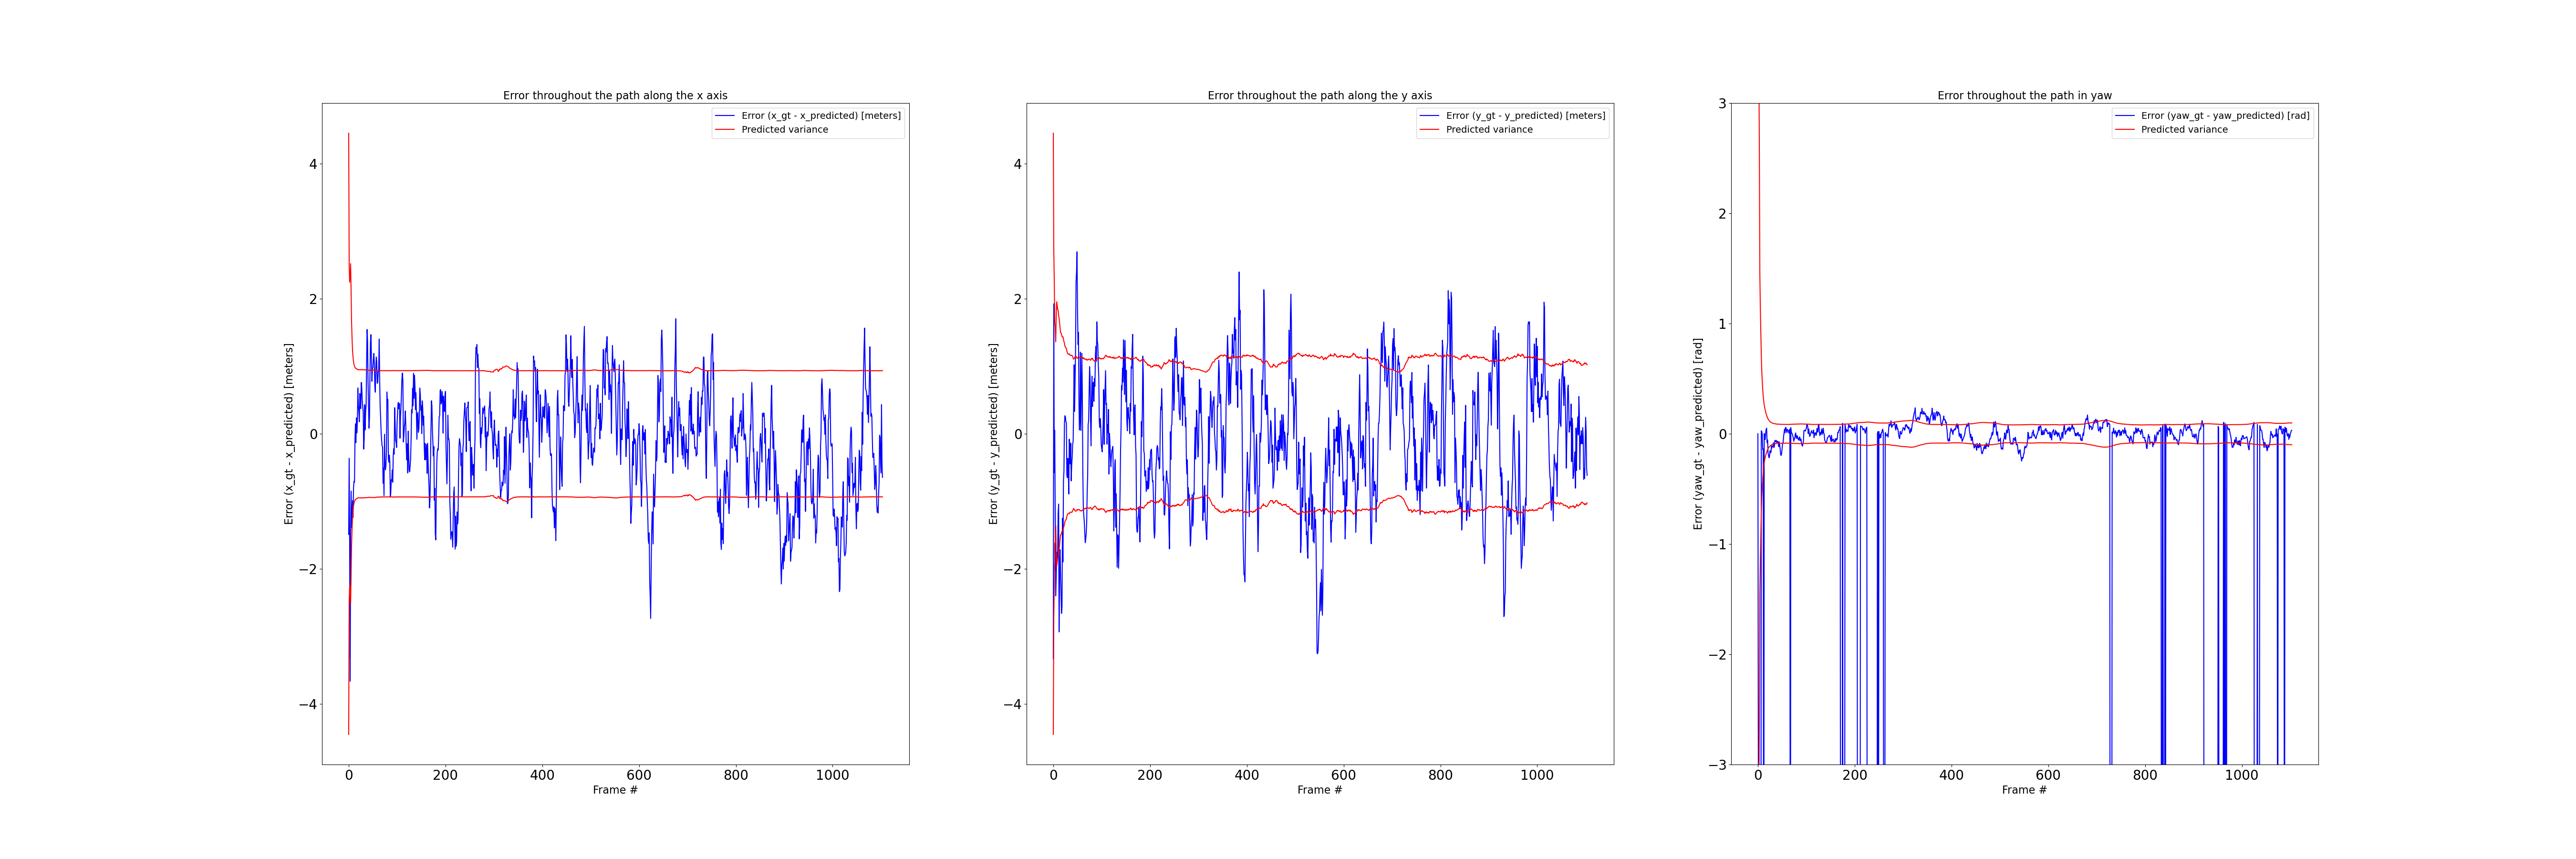 Error throughout the path along the x axis
Error (x_gt - x_predicted) [meters]
Predicted variance
4
2
0
−2
−4
Error (x_gt - x_predicted) [meters]
0 200 400 600 800 1000
Frame #
Error throughout the path along the y axis
Error (y_gt - y_predicted) [meters]
Predicted variance
4
2
0
−2
−4
Error (y_gt - y_predicted) [meters]
0 200 400 600 800 1000
Frame #
Error throughout the path in yaw
Error (yaw_gt - yaw_predicted) [rad]
Predicted variance
3
2
1
0
−1
−2
−3
Error (yaw_gt - yaw_predicted) [rad]
0 200 400 600 800 1000
Frame #